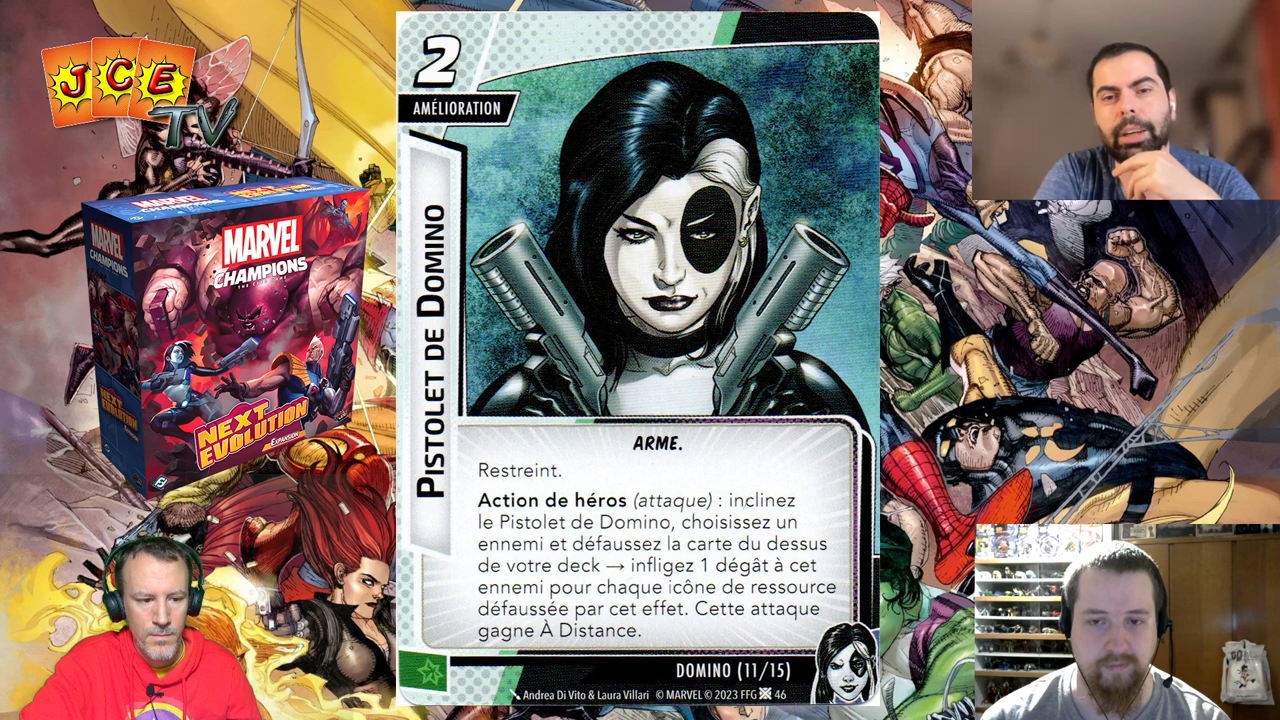 JCE
TV
MARVEL
CHAMPIONS
MARVEL
CHAMPIONS
NEXT
EVOLUTION
EXPANSION
2
AMÉLIORATION
PISTOLET DE DOMINO
ARME.
Restreint.
Action de héros (attaque) : inclinez
le Pistolet de Domino, choisissez un
ennemi et défaussez la carte du dessus
de votre deck → infligez 1 dégât à cet
ennemi pour chaque icône de ressource
défaussée par cet effet. Cette attaque
gagne À Distance.
DOMINO (11/15)
Andrea Di Vito & Laura Villari © MARVEL © 2023 FFG 46